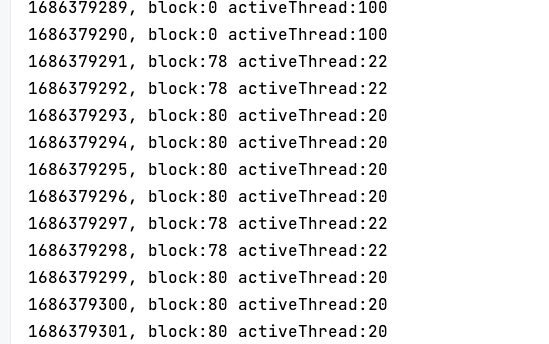 1686379289, block:0 activeThread:100
1686379290, block:0 activeThread:100
1686379291, block:78 activeThread:22
1686379292, block:78 activeThread:22
1686379293, block:80 activeThread:20
1686379294, block:80 activeThread:20
1686379295, block:80 activeThread:20
1686379296, block:80 activeThread:20
1686379297, block:78 activeThread:22
1686379298, block:78 activeThread:22
1686379299, block:80 activeThread:20
1686379300, block:80 activeThread:20
1686379301, block:80 activeThread:20